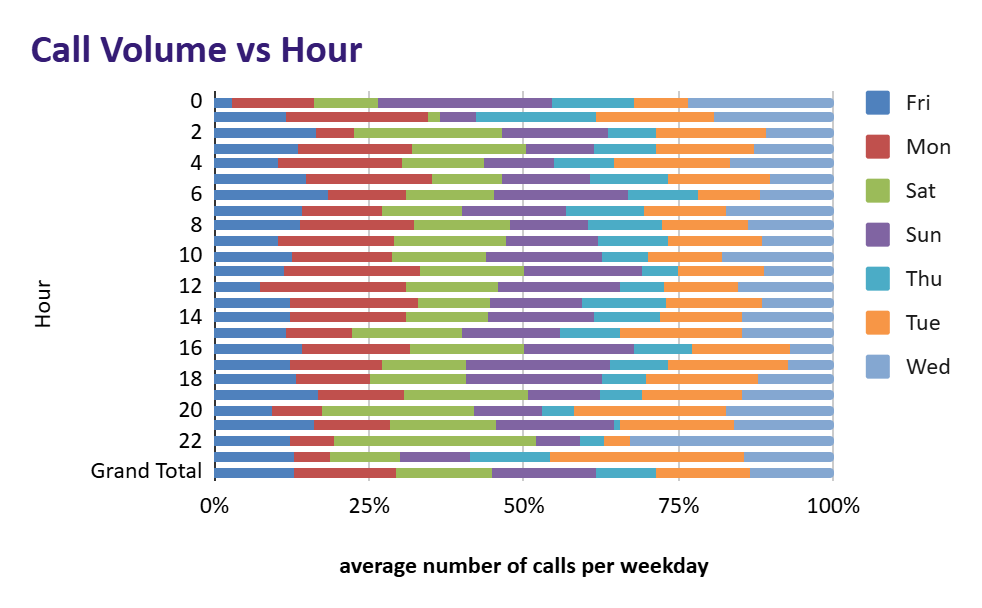 Call Volume vs Hour
0
2
4
6
8
10
12
14
16
18
20
22
Grand Total
Hour
0%
25%
50%
75%
100%
average number of calls per weekday
Fri
Mon
Sat
Sun
Thu
Tue
Wed